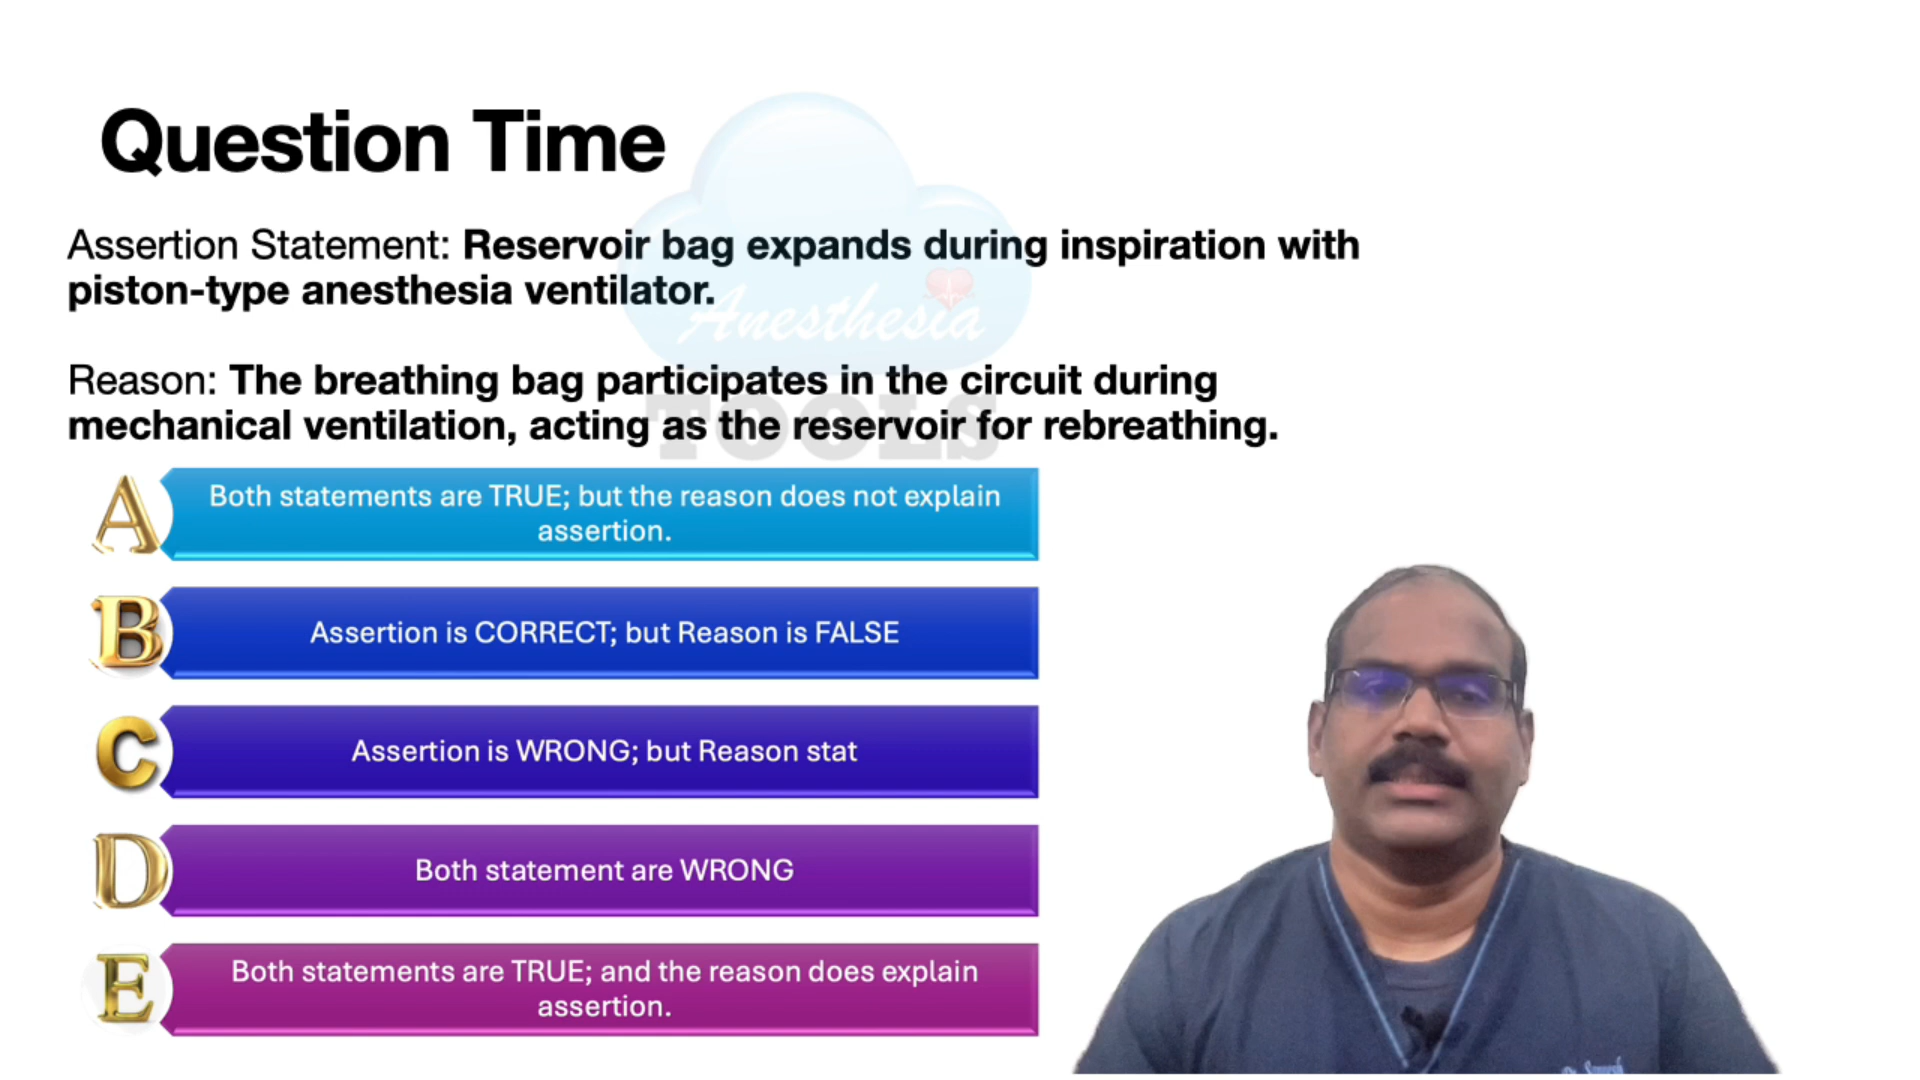 Question Time
Assertion Statement: Reservoir bag expands during inspiration with
piston-type anesthesia ventilator.
Anesthesia
TOOLS
Reason: The breathing bag participates in the circuit during
mechanical ventilation, acting as the reservoir for rebreathing.
A
Both statements are TRUE; but the reason does not explain
assertion.
B
Assertion is CORRECT; but Reason is FALSE
C
Assertion is WRONG; but Reason stat
D
Both statement are WRONG
E
Both statements are TRUE; and the reason does explain
assertion.